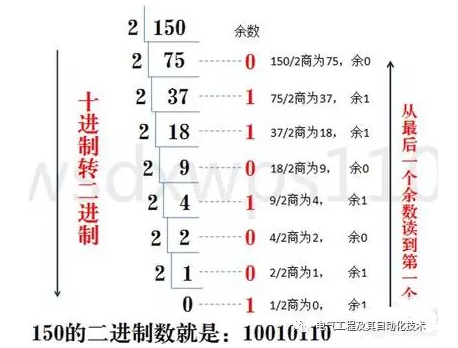 2 150 余数
2 75 0 150/2商为75， 余0
2 37 1 75/2商为37， 余1
2 18 1 37/2商为18， 余1
2 9 0 18/2商为9， 余0
2 4 1 9/2商为4， 余1
2 2 0 4/2商为2， 余0
2 1 0 2/2商为1， 余1
0 1 1/2商为0， 余1
十进制转二进制
从最后一个余数读到第一个
150的二进制数就是：10010110
电气工程及其自动化技术